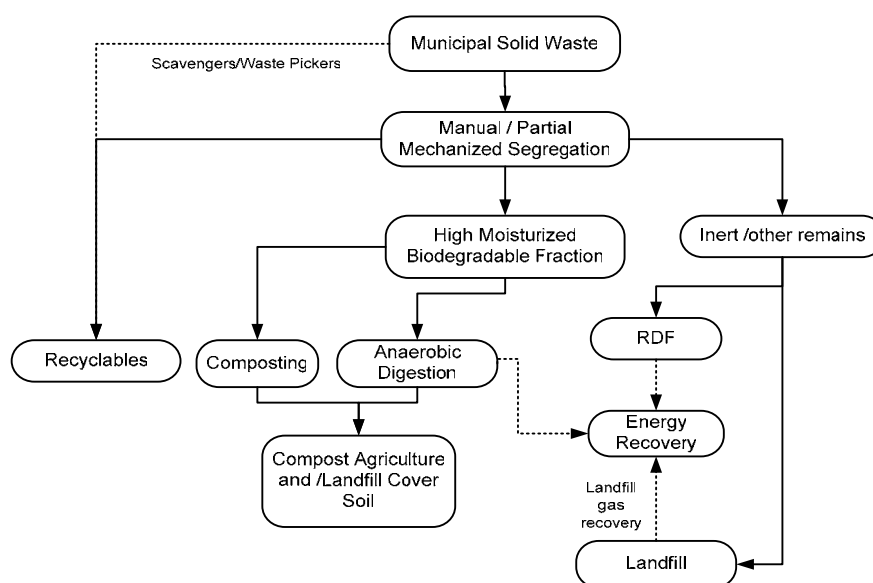 Municipal Solid Waste
Scavengers/Waste Pickers
Manual / Partial
Mechanized Segregation
High Moisturized
Biodegradable Fraction
Inert /other remains
RDF
Recyclables
Composting
Anaerobic
Digestion
Energy
Recovery
Compost Agriculture
and /Landfill Cover
Soil
Landfill
gas
recovery
Landfill